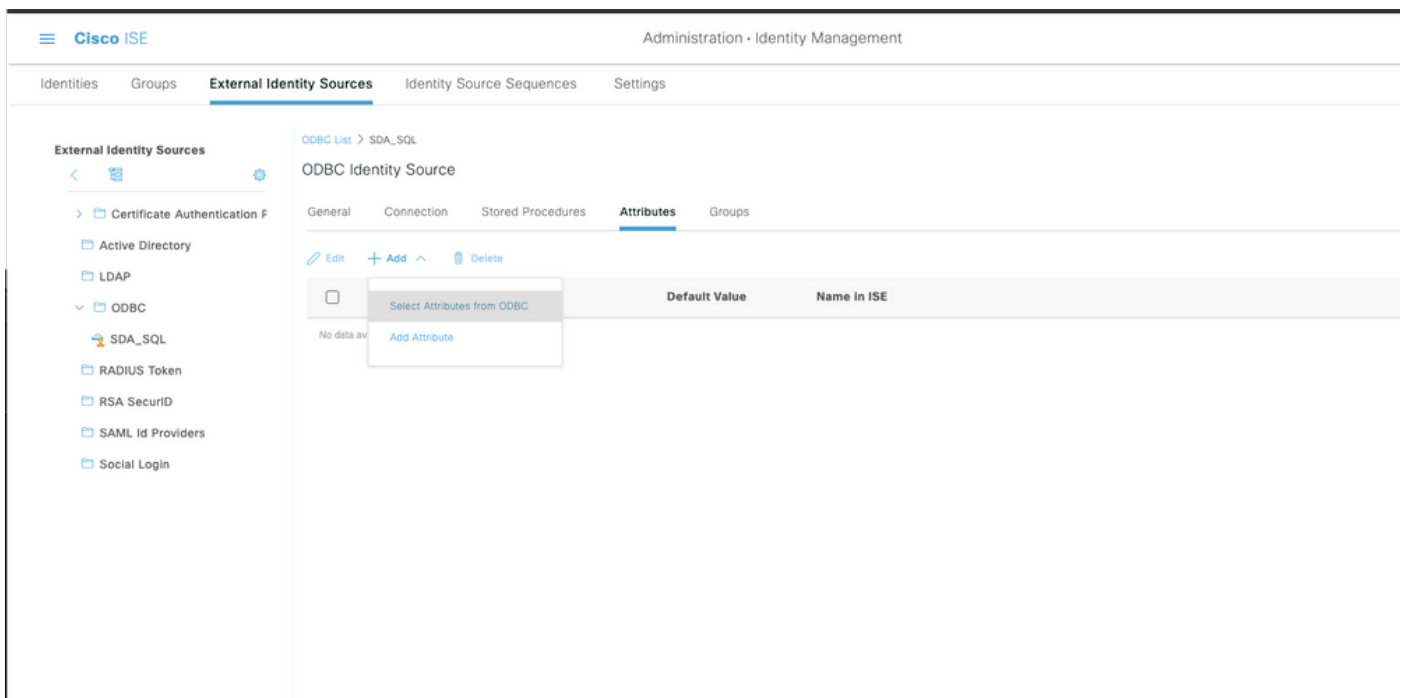 Cisco ISE
Administration · Identity Management
Identities Groups External Identity Sources Identity Source Sequences Settings
External Identity Sources
Certificate Authentication F
Active Directory
LDAP
ODBC
SDA_SQL
RADIUS Token
RSA SecurID
SAML Id Providers
Social Login
ODBC List > SDA_SQL
ODBC Identity Source
General Connection Stored Procedures Attributes Groups
Edit + Add Delete
Default Value Name in ISE
Select Attributes from ODBC
No data av
Add Attribute